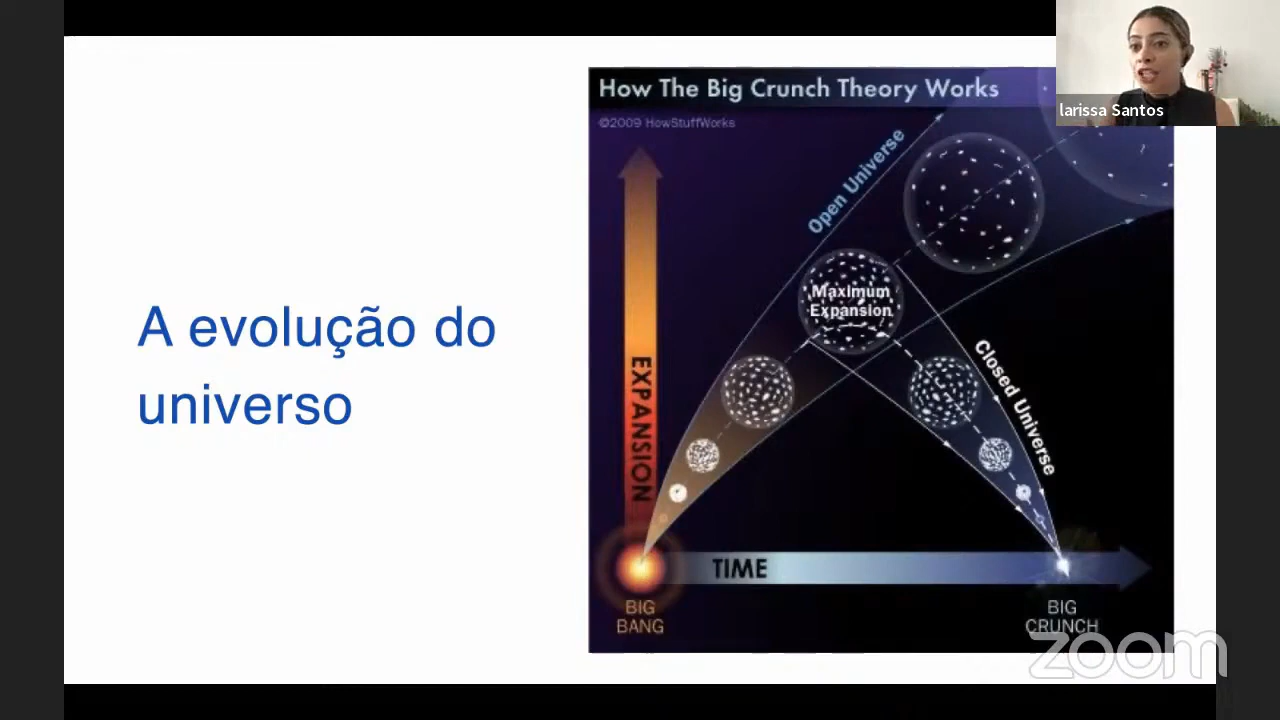 A evolução do
universo
How The Big Crunch Theory Works
©2009 HowStuffWorks
Open Universe
Maximum
Expansion
Closed Universe
EXPANSION
TIME
BIG
BANG
BIG
CRUNCH
larissa Santos
zoom